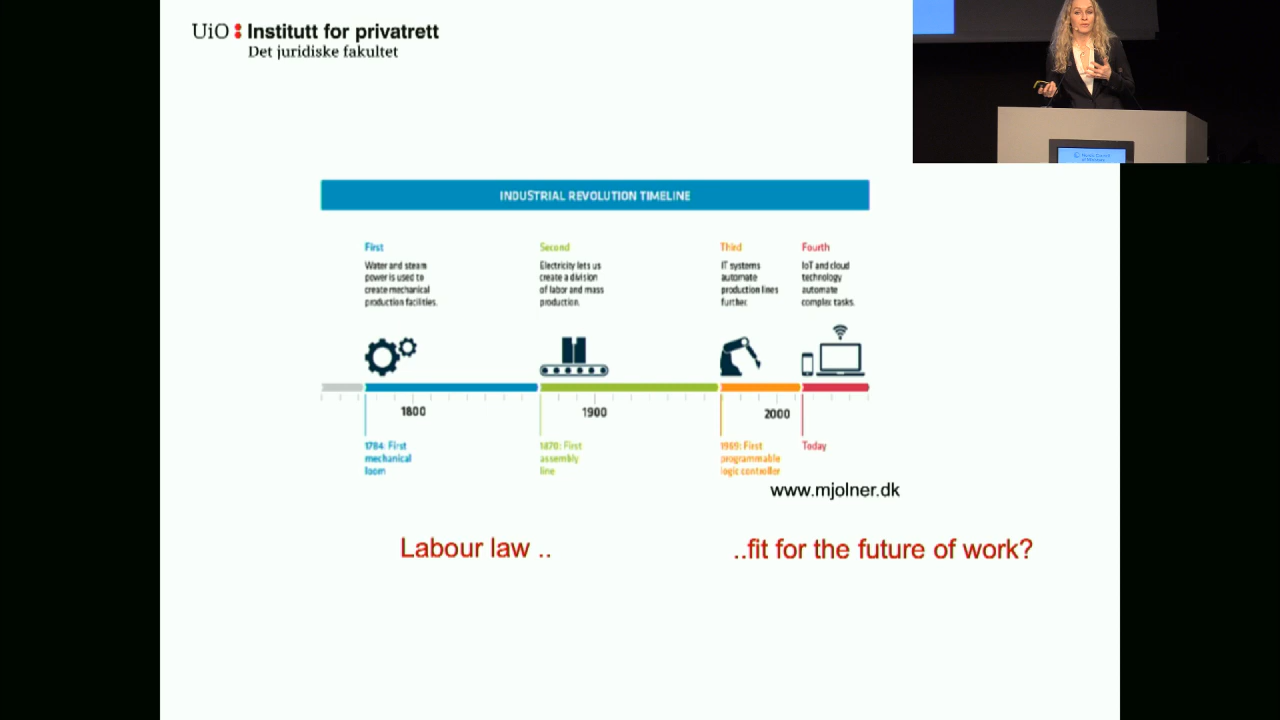 UiO : Institutt for privatrett
Det juridiske fakultet
INDUSTRIAL REVOLUTION TIMELINE
First
Water and steam
power is used to
create mechanical
production facilities.
Second
Electricity lets us
create a division
of labor and mass
production.
Third
IT systems
automate
production lines
further.
Fourth
IoT and cloud
technology
automate
complex tasks.
1800
1900
2000
1784: First
mechanical
loom
1870: First
assembly
line
1969: First
programmable
logic controller
Today
www.mjolner.dk
Labour law ..
..fit for the future of work?